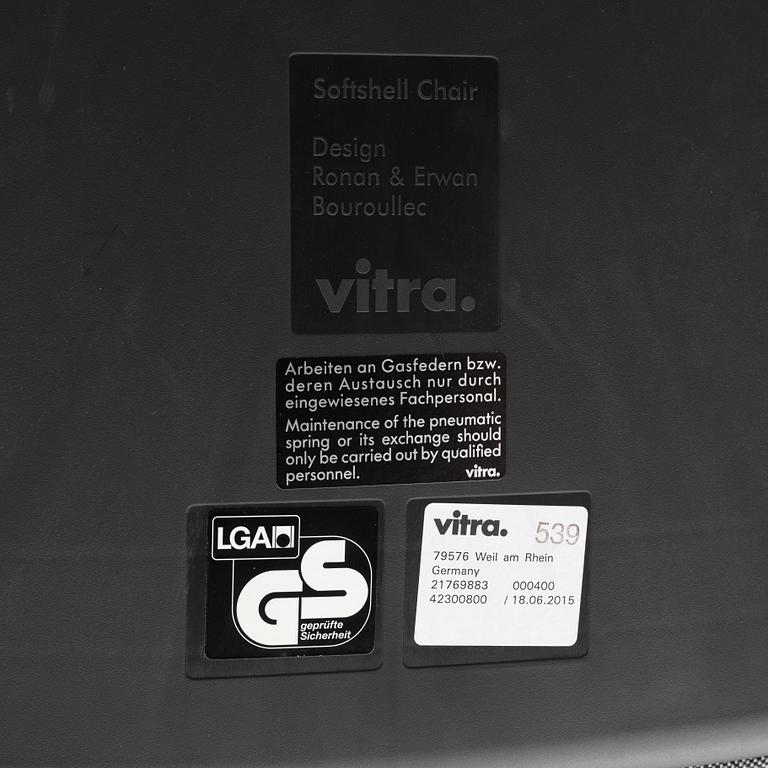 Softshell Chair
Design
Ronan & Erwan
Bouroullec
vitra.
Arbeiten an Gasfedern bzw.
deren Austausch nur durch
eingewiesenes Fachpersonal.
Maintenance of the pneumatic
spring or its exchange should
only be carried out by qualified
personnel.
vitra.
LGA
GS
geprüfte
Sicherheit
vitra. 539
79576 Weil am Rhein
Germany
21769883 000400
42300800 / 18.06.2015